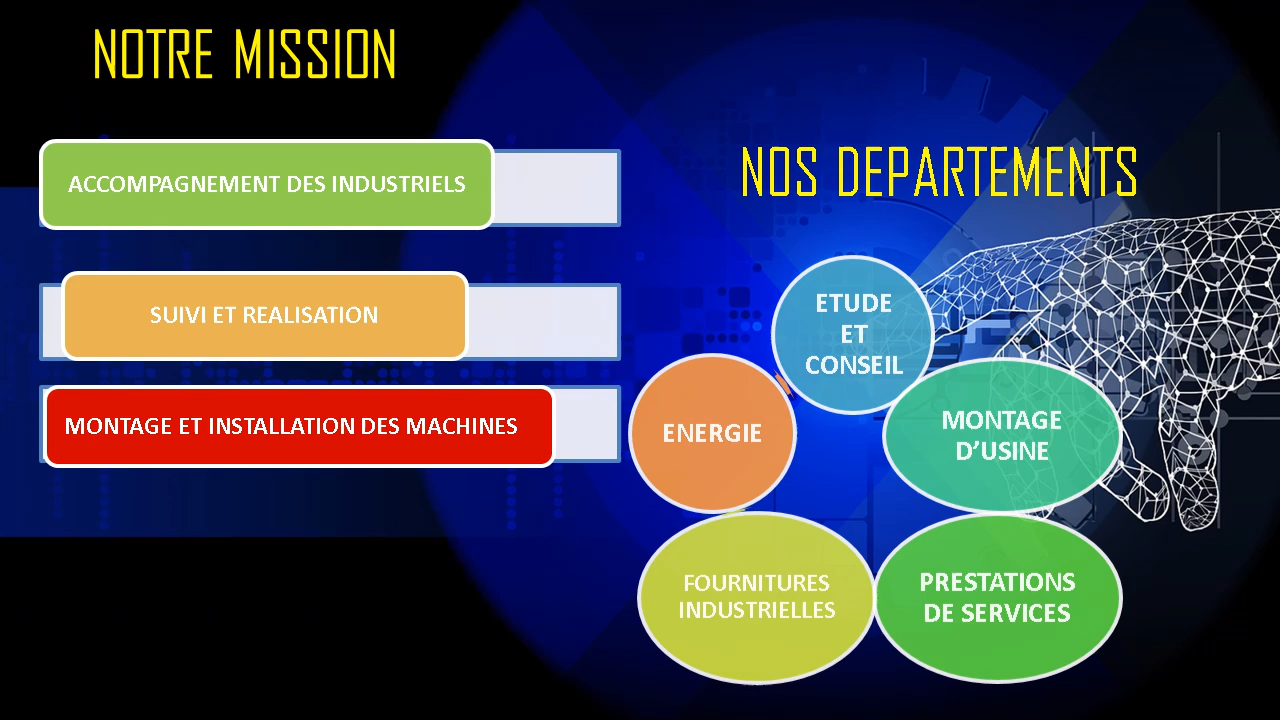 NOTRE MISSION
ACCOMPAGNEMENT DES INDUSTRIELS
SUIVI ET REALISATION
MONTAGE ET INSTALLATION DES MACHINES
NOS DEPARTEMENTS
ETUDE
ET
CONSEIL
MONTAGE
D’USINE
PRESTATIONS
DE SERVICES
FOURNITURES
INDUSTRIELLES
ENERGIE